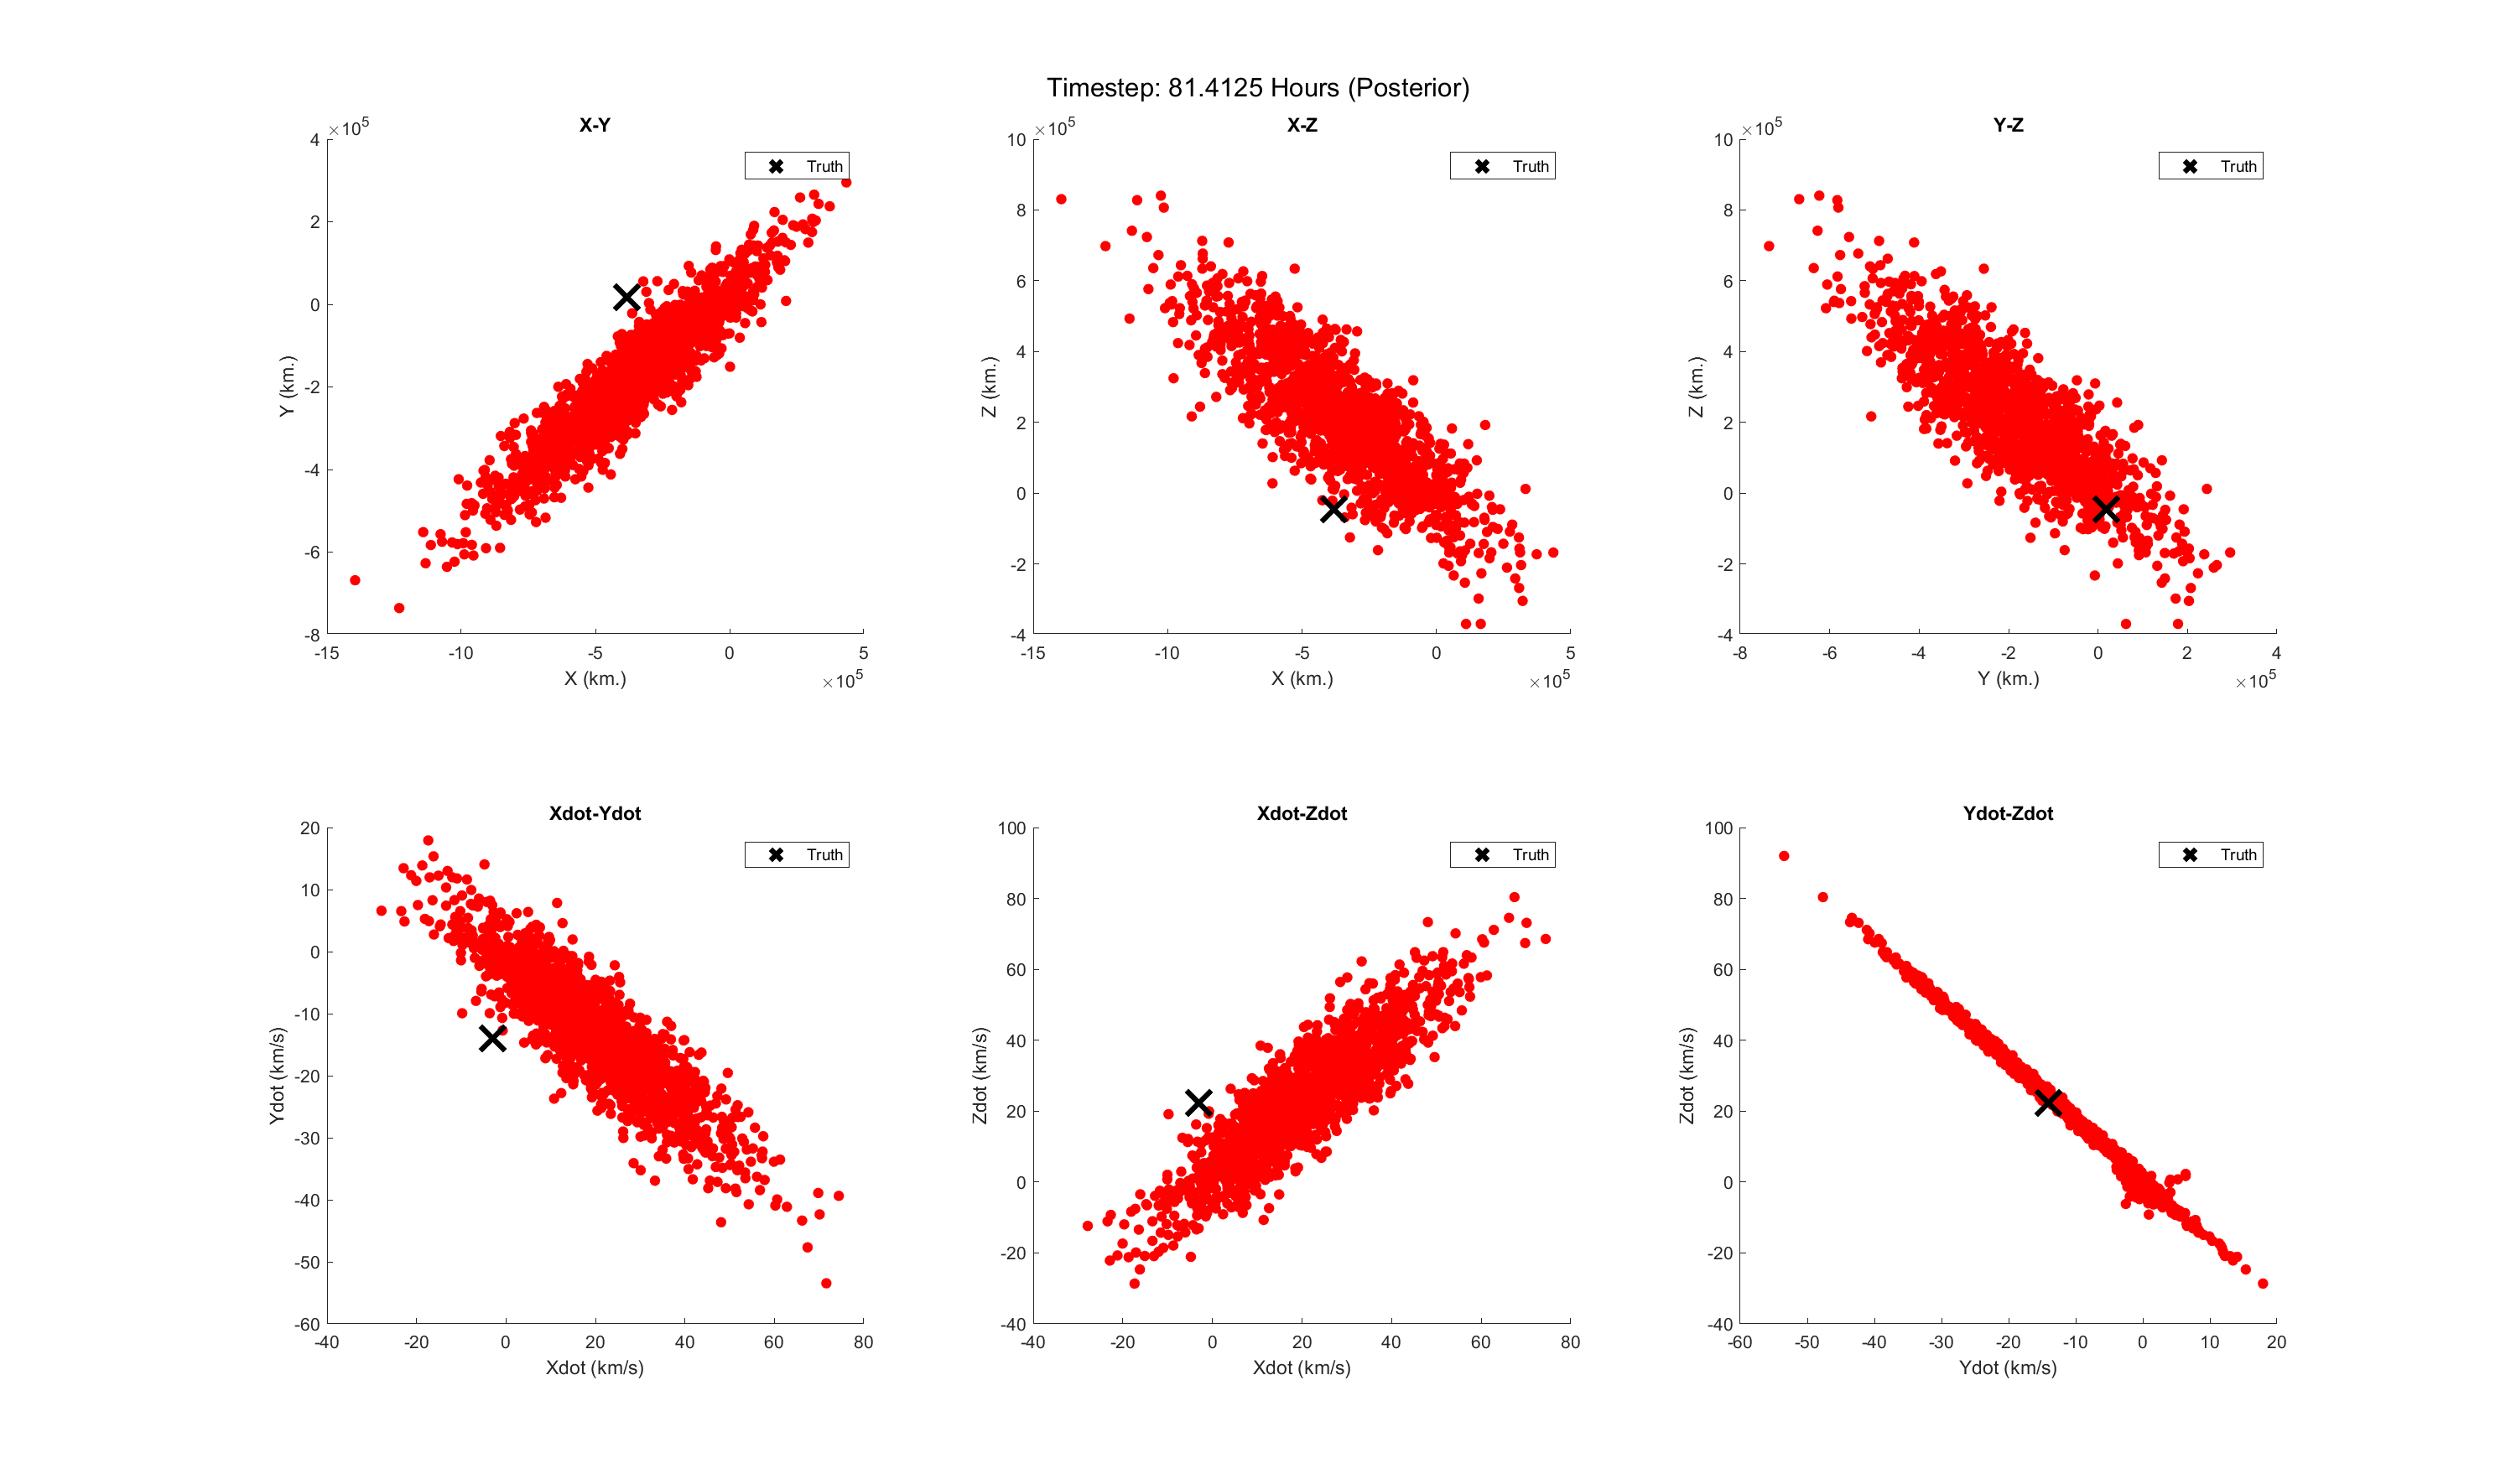 Timestep: 81.4125 Hours (Posterior)
X-Y
×10^5
Truth
4
2
0
-2
-4
-6
-8
Y (km.)
-15 -10 -5 0 5
X (km.)
×10^5
X-Z
×10^5
Truth
10
8
6
4
2
0
-2
-4
Z (km.)
-15 -10 -5 0 5
X (km.)
×10^5
Y-Z
×10^5
Truth
10
8
6
4
2
0
-2
-4
Z (km.)
-8 -6 -4 -2 0 2 4
Y (km.)
×10^5
Xdot-Ydot
Truth
20
10
0
-10
-20
-30
-40
-50
-60
Ydot (km/s)
-40 -20 0 20 40 60 80
Xdot (km/s)
Xdot-Zdot
Truth
100
80
60
40
20
0
-20
-40
Zdot (km/s)
-40 -20 0 20 40 60 80
Xdot (km/s)
Ydot-Zdot
Truth
100
80
60
40
20
0
-20
-40
Zdot (km/s)
-60 -50 -40 -30 -20 -10 0 10 20
Ydot (km/s)